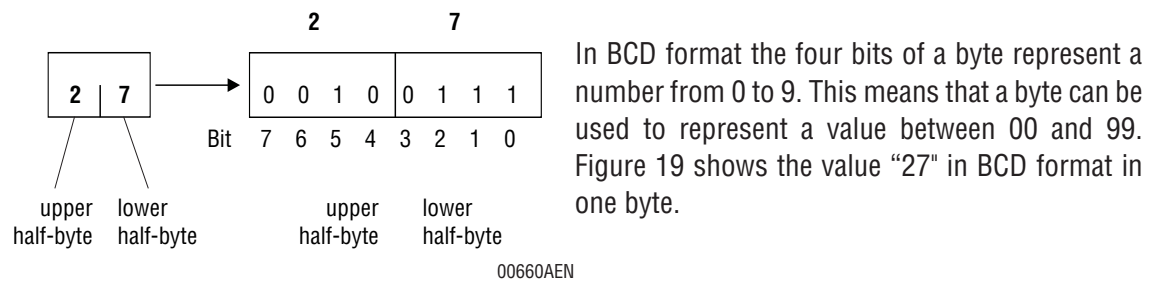 2 7
2 7
0 0 1 0 0 1 1 1
Bit 7 6 5 4 3 2 1 0
upper lower
half-byte half-byte
upper lower
half-byte half-byte
00660AEN
In BCD format the four bits of a byte represent a
number from 0 to 9. This means that a byte can be
used to represent a value between 00 and 99.
Figure 19 shows the value “27" in BCD format in
one byte.